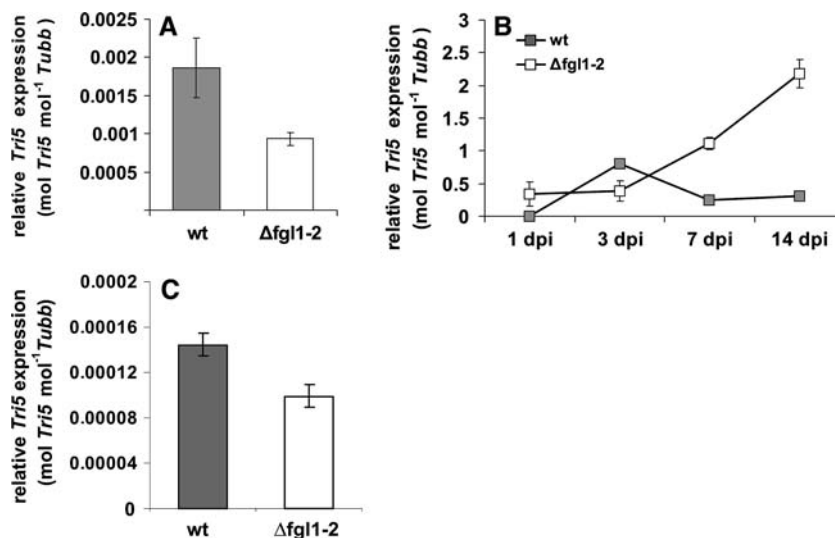 A
relative Tri5 expression
(mol Tri5 mol⁻¹ Tubb)
0.0025
0.002
0.0015
0.001
0.0005
wt
Δfgl1-2
B
wt
Δfgl1-2
relative Tri5 expression
(mol Tri5 mol⁻¹ Tubb)
3
2.5
2
1.5
1
0.5
0
1 dpi 3 dpi 7 dpi 14 dpi
C
relative Tri5 expression
(mol Tri5 mol⁻¹ Tubb)
0.0002
0.00016
0.00012
0.00008
0.00004
0
wt
Δfgl1-2